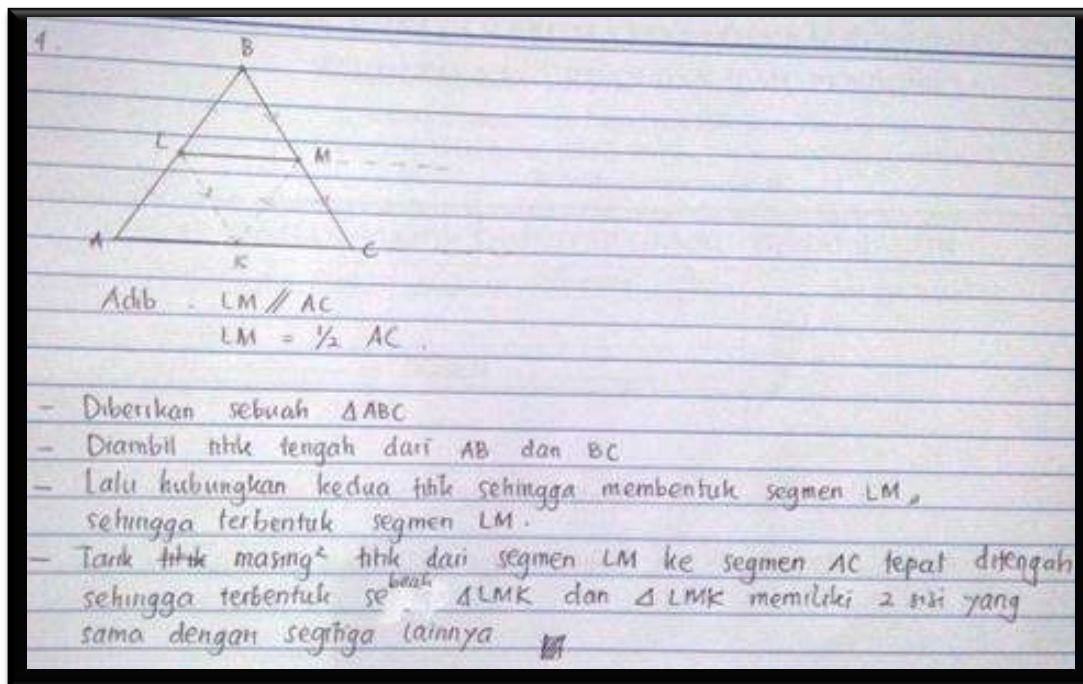 4.
B
L
M
A
K
C
Adib . LM // AC
LM = 1/2 AC .
- Diberikan sebuah Δ ABC
- Diambil titik tengah dari AB dan BC
- Lalu hubungkan kedua titik sehingga membentuk segmen LM,
sehingga terbentuk segmen LM.
- Tarik titik masing² titik dari segmen LM ke segmen AC tepat ditengah
sehingga terbentuk sebuah Δ LMK dan Δ LMK memiliki 2 sisi yang
sama dengan segitiga lainnya